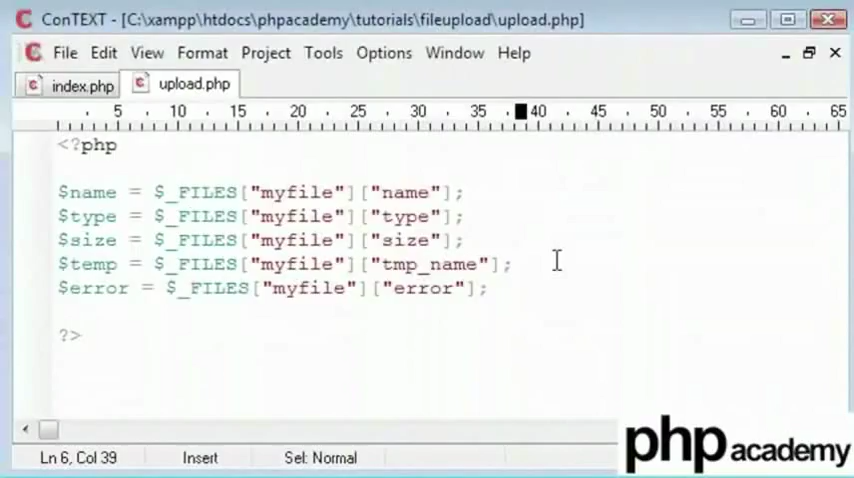 ConTEXT - [C:\xampp\htdocs\phpacademy\tutorials\fileupload\upload.php]
File Edit View Format Project Tools Options Window Help
index.php upload.php
5 10 15 20 25 30 35 40 45 50 55 60 65
<?php
$name = $_FILES["myfile"]["name"];
$type = $_FILES["myfile"]["type"];
$size = $_FILES["myfile"]["size"];
$temp = $_FILES["myfile"]["tmp_name"];
$error = $_FILES["myfile"]["error"];
?>
Ln 6, Col 39 Insert Sel: Normal
php academy